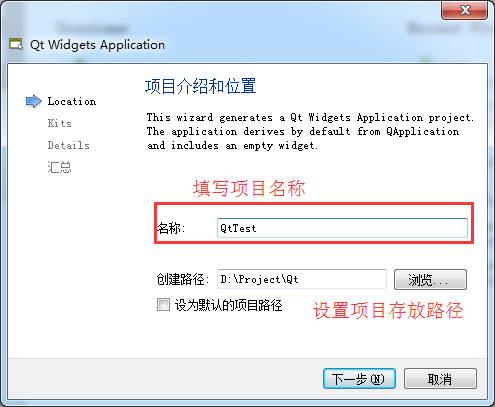 Qt Widgets Application
项目介绍和位置
Location
Kits
Details
汇总
This wizard generates a Qt Widgets Application project.
The application derives by default from QApplication
and includes an empty widget.
填写项目名称
名称: QtTest
创建路径: D:\Project\Qt 浏览...
设为默认的项目路径
设置项目存放路径
下一步(N) 取消